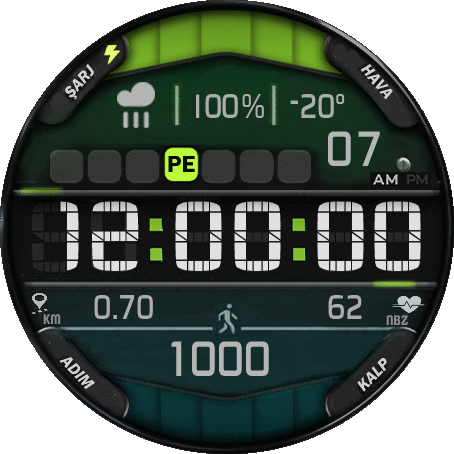 ŞARJ
HAVA
100% -20°
07
PE
AM PM
12:00:00
KM 0.70
62 NBZ
1000
ADIM
KALP